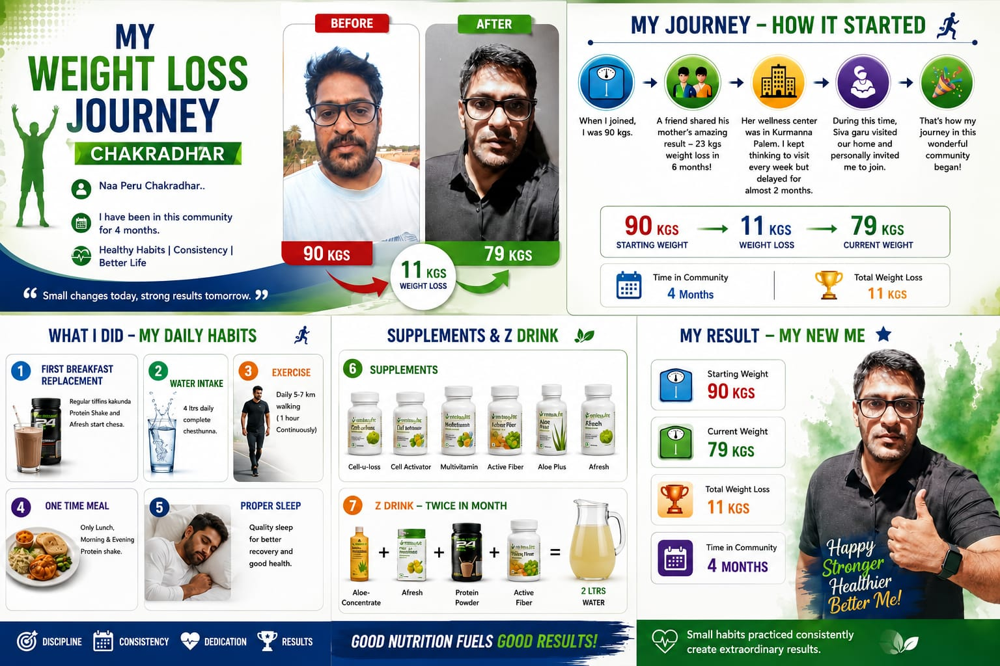 MY
WEIGHT LOSS
JOURNEY
CHAKRADHAR
Naa Peru Chakradhar..
I have been in this community
for 4 months.
Healthy Habits | Consistency |
Better Life
“ Small changes today, strong results tomorrow. ”
BEFORE
AFTER
90 KGS
79 KGS
11 KGS
WEIGHT LOSS
MY JOURNEY – HOW IT STARTED
When I joined,
I was 90 kgs.
A friend shared his
mother's amazing
result – 23 kgs
weight loss in
6 months!
Her wellness center
was in Kurmanna
Palem. I kept
thinking to visit
every week but
delayed for
almost 2 months.
During this time,
Siva garu visited
our home and
personally invited
me to join.
That's how my
journey in this
wonderful
community
began!
90 KGS
STARTING WEIGHT
11 KGS
WEIGHT LOSS
79 KGS
CURRENT WEIGHT
Time in Community
4 Months
Total Weight Loss
11 KGS
WHAT I DID – MY DAILY HABITS
1 FIRST BREAKFAST
REPLACEMENT
Regular tiffins kakunda
Protein Shake and
Afresh start chesa.
24
2
WATER INTAKE
4 ltrs daily
complete
chesthunna.
3 EXERCISE
Daily 5-7 km
walking
( 1 hour
Continuously)
4 ONE TIME MEAL
Only Lunch,
Morning & Evening
Protein shake.
5 PROPER SLEEP
Quality sleep
for better
recovery and
good health.
DISCIPLINE
CONSISTENCY
DEDICATION
RESULTS
SUPPLEMENTS & Z DRINK
6 SUPPLEMENTS
Cell-u-loss
Cell Activator
Multivitamin
Active Fiber
Aloe Plus
Afresh
7 Z DRINK – TWICE IN MONTH
24
+ + + =
Aloe-
Concentrate
Afresh
Protein
Powder
Active
Fiber
2 LTRS
WATER
GOOD NUTRITION FUELS GOOD RESULTS!
MY RESULT – MY NEW ME
Starting Weight
90 KGS
Current Weight
79 KGS
Total Weight Loss
11 KGS
Time in Community
4 MONTHS
Happy
Stronger
Healthier
Better Me!
Small habits practiced consistently
create extraordinary results.